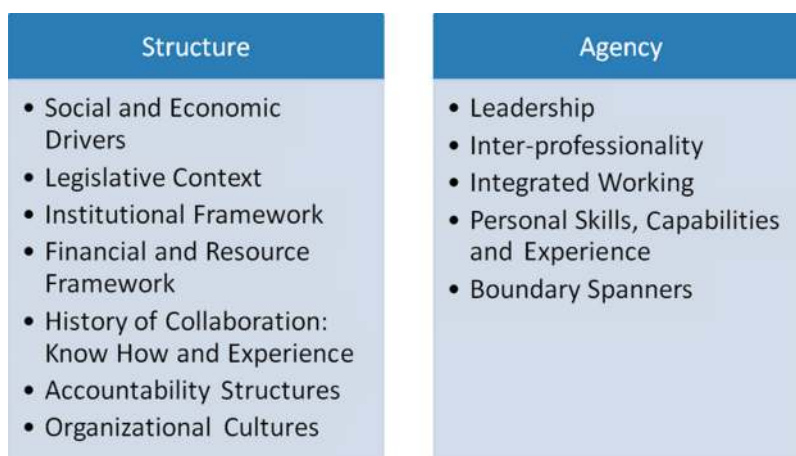 Structure
• Social and Economic
Drivers
• Legislative Context
• Institutional Framework
• Financial and Resource
Framework
• History of Collaboration:
Know How and Experience
• Accountability Structures
• Organizational Cultures
Agency
• Leadership
• Inter-professionality
• Integrated Working
• Personal Skills, Capabilities
and Experience
• Boundary Spanners